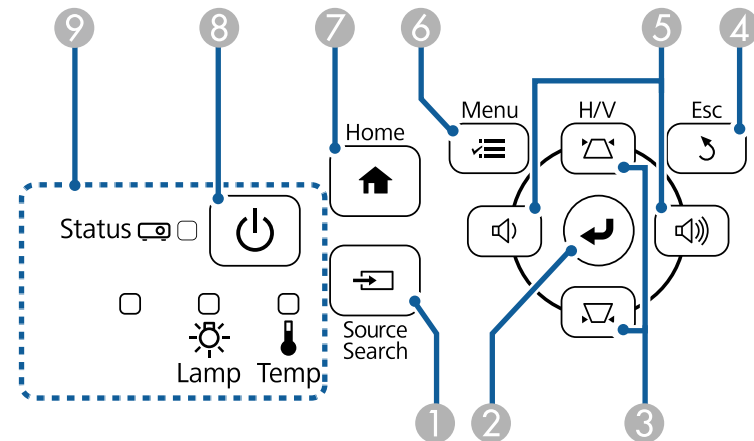 9 8 7 6 5 4
Menu H/V Esc
Home
Status
Source
Search
Lamp Temp
1 2 3